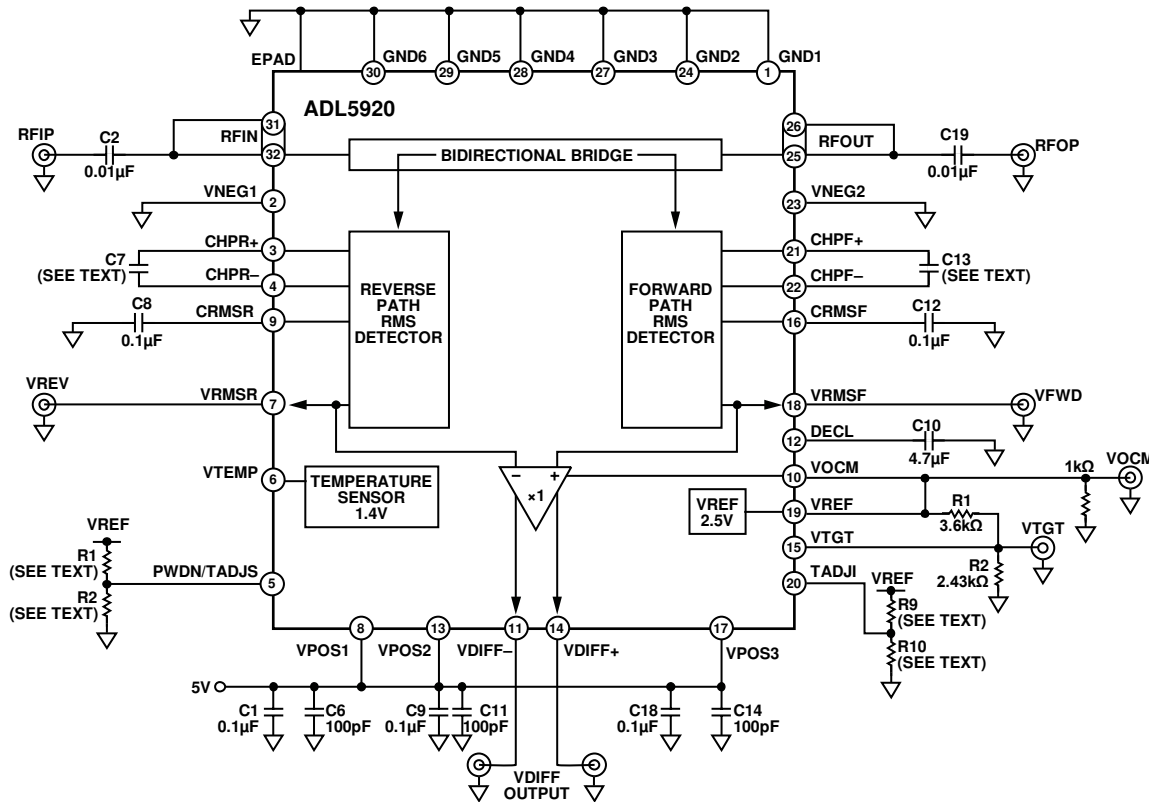 EPAD
GND6
GND5
GND4
GND3
GND2
GND1
30
29
28
27
24
1
ADL5920
RFIP
C2
0.01µF
31
RFIN
32
BIDIRECTIONAL BRIDGE
26
RFOUT
25
C19
0.01µF
RFOP
VNEG1
2
VNEG2
23
C7
(SEE TEXT)
CHPR+
3
CHPR–
4
C8
0.1µF
CRMSR
9
REVERSE
PATH
RMS
DETECTOR
FORWARD
PATH
RMS
DETECTOR
CHPF+
21
CHPF–
22
C13
(SEE TEXT)
CRMSF
16
C12
0.1µF
VREV
VRMSR
7
VRMSF
18
VFWD
DECL
12
C10
4.7µF
VTEMP
6
TEMPERATURE
SENSOR
1.4V
– +
×1
VOCM
10
1kΩ
VOCM
VREF
2.5V
VREF
19
R1
3.6kΩ
VTGT
15
VTGT
R2
2.43kΩ
TADJI
20
VREF
R9
(SEE TEXT)
R10
(SEE TEXT)
VREF
R1
(SEE TEXT)
R2
(SEE TEXT)
PWDN/TADJS
5
8
13
11
14
17
VPOS1
VPOS2
VDIFF–
VDIFF+
VPOS3
5V
C1
0.1µF
C6
100pF
C9
0.1µF
C11
100pF
C18
0.1µF
C14
100pF
VDIFF
OUTPUT